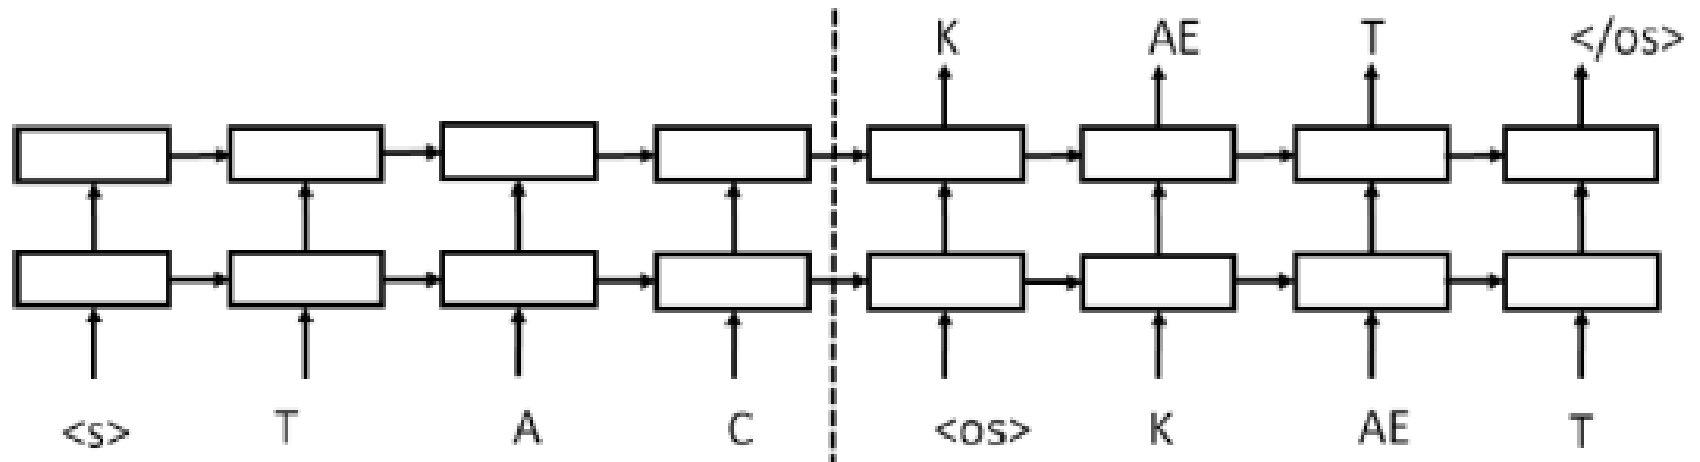 K AE T </os>
<s> T A C <os> K AE T